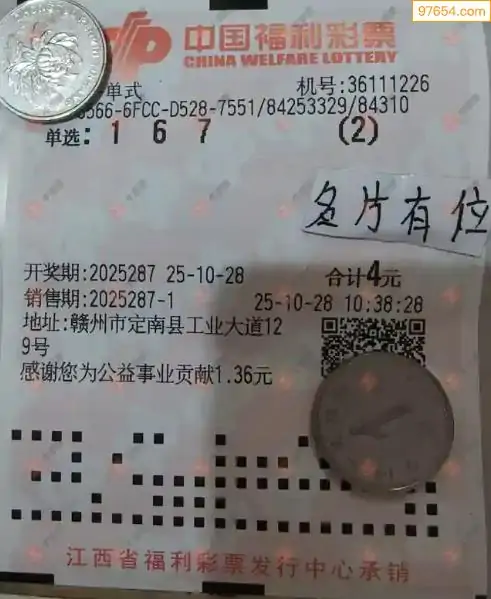 97654.com
中国福利彩票
CHINA WELFARE LOTTERY
单式 机号:36111226
566-6FCC-D528-7551/84253329/84310
单选: 1 6 7 (2)
名片有位
开奖期:2025287 25-10-28 合计4元
销售期:2025287-1 25-10-28 10:38:28
地址:赣州市定南县工业大道12
9号
感谢您为公益事业贡献1.36元
江西省福利彩票发行中心承销